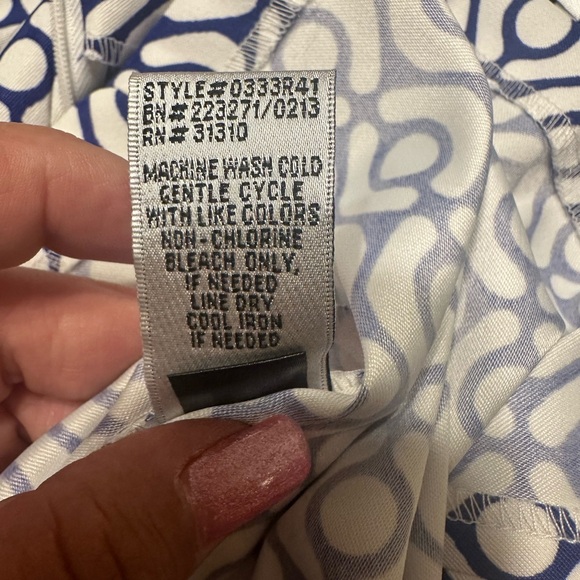 STYLE#0333R41
BN#223271/0213
RN#31310
MACHINE WASH COLD
GENTLE CYCLE
WITH LIKE COLORS
NON-CHLORINE
BLEACH ONLY,
IF NEEDED
LINE DRY
COOL IRON
IF NEEDED